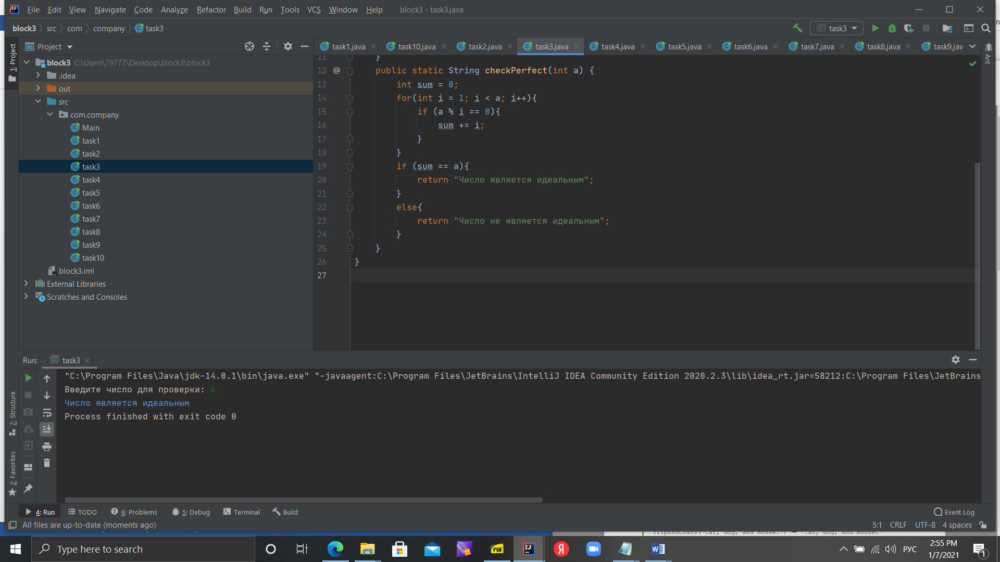 File Edit View Navigate Code Analyze Refactor Build Run Tools VCS Window Help block3 - task3.java
block3 src com company task3
task3
Project
task1.java task10.java task2.java task3.java task4.java task5.java task6.java task7.java task8.java task9.jav
1: Project
Ant
block3 C:\Users\79777\Desktop\block3\block3
.idea
out
src
com.company
Main
task1
task2
task3
task4
task5
task6
task7
task8
task9
task10
block3.iml
External Libraries
Scratches and Consoles
11 }
12 @ public static String checkPerfect(int a) {
13 int sum = 0;
14 for(int i = 1; i < a; i++){
15 if (a % i == 0){
16 sum += i;
17 }
18 }
19 if (sum == a){
20 return "Число является идеальным";
21 }
22 else{
23 return "Число не является идеальным";
24 }
25 }
26 }
27
Run: task3
"C:\Program Files\Java\jdk-14.0.1\bin\java.exe" "-javaagent:C:\Program Files\JetBrains\IntelliJ IDEA Community Edition 2020.2.3\lib\idea_rt.jar=58212:C:\Program Files\JetBrains
Введите число для проверки: 6
Число является идеальным
Process finished with exit code 0
7: Structure
2: Favorites
4: Run TODO 6: Problems 5: Debug Terminal Build Event Log
All files are up-to-date (moments ago) 5:1 CRLF UTF-8 4 spaces
Type here to search
РУС
2:55 PM
1/7/2021
1